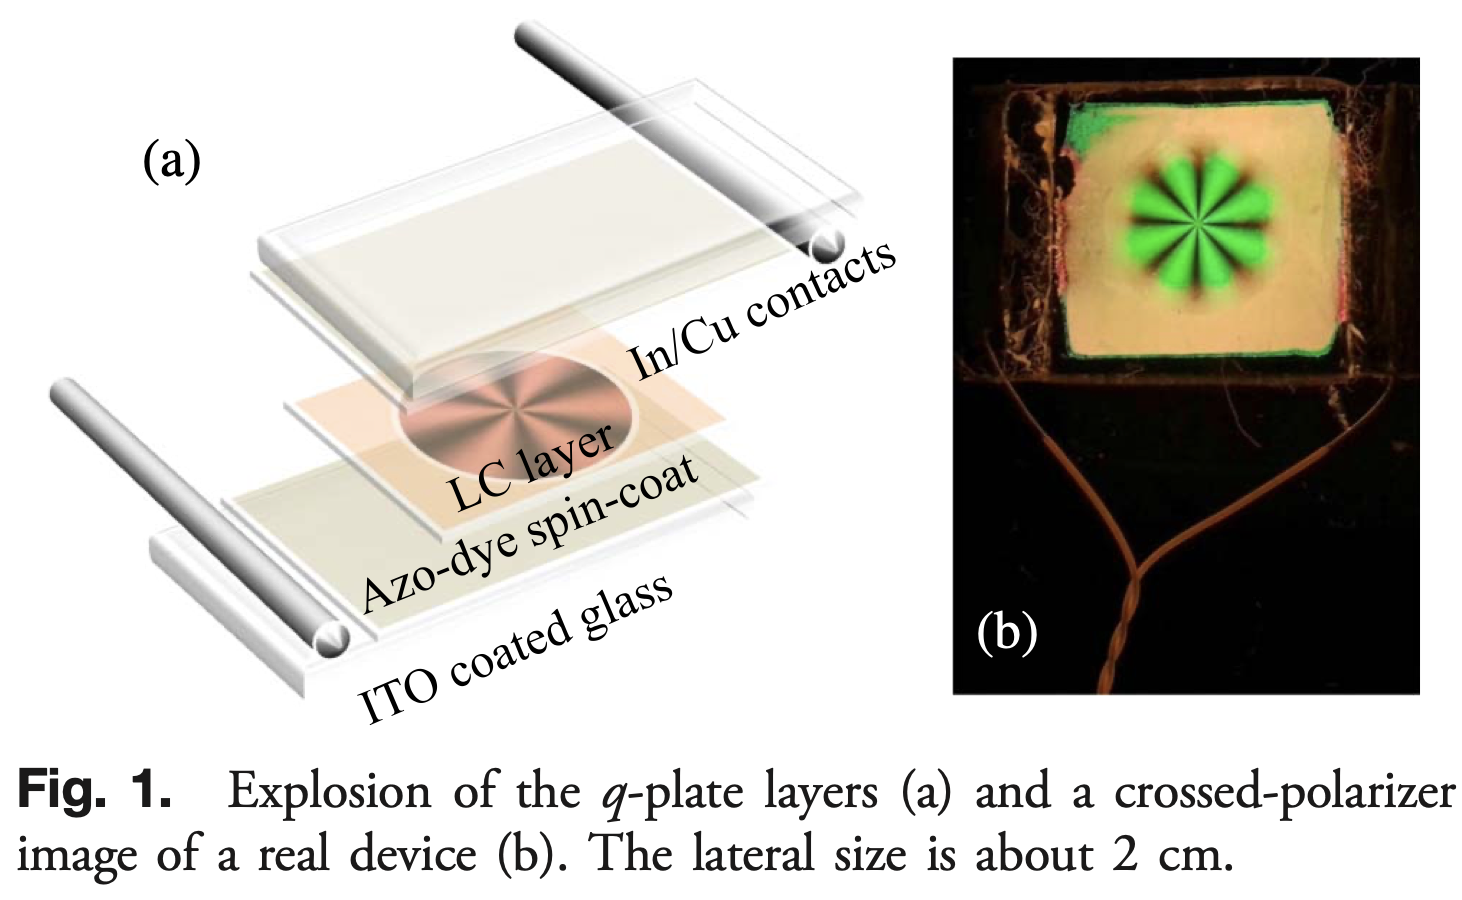 (a)
In/Cu contacts
LC layer
Azo-dye spin-coat
ITO coated glass
(b)
Fig. 1. Explosion of the q-plate layers (a) and a crossed-polarizer
image of a real device (b). The lateral size is about 2 cm.